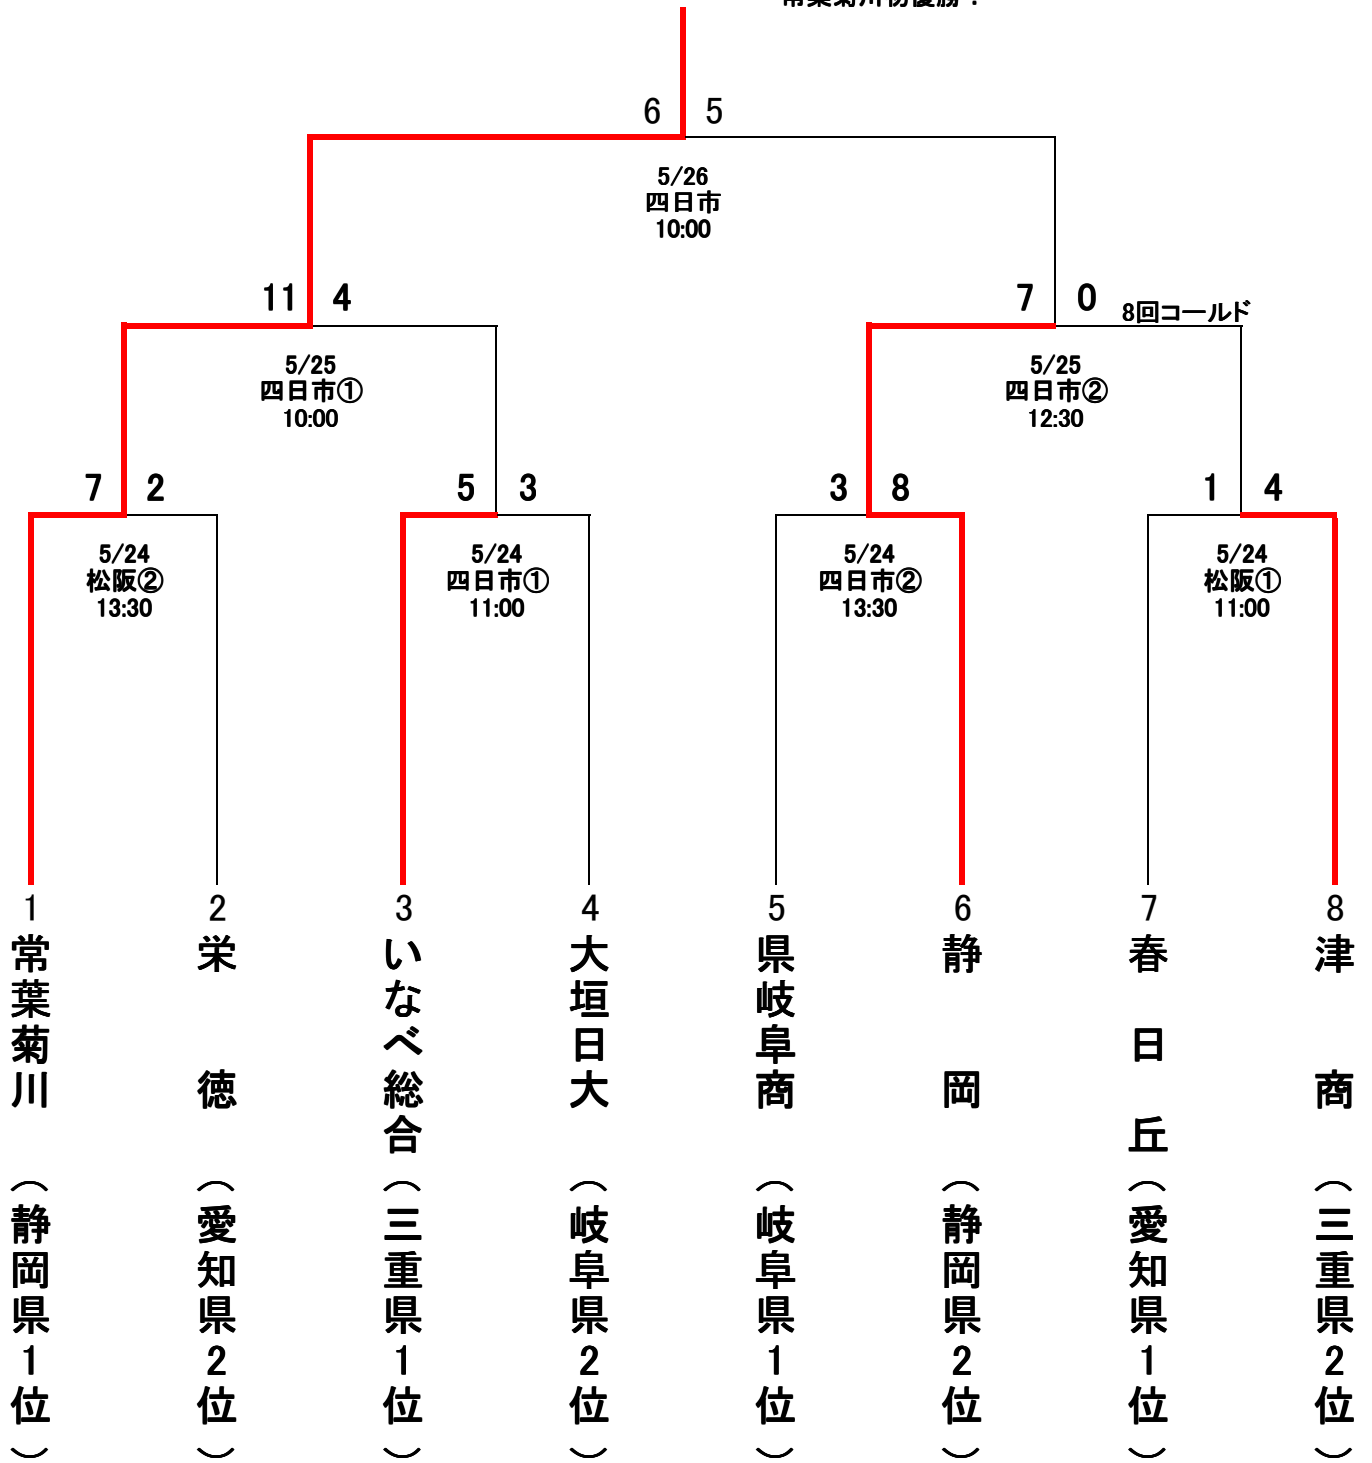 常葉菊川初優勝！
6 5
5/26
四日市
10:00
11 4
7 0
8回コールド
5/25
四日市①
10:00
5/25
四日市②
12:30
7 2
5 3
3 8
1 4
5/24
松阪②
13:30
5/24
四日市①
11:00
5/24
四日市②
13:30
5/24
松阪①
11:00
1
常葉菊川（静岡県1位）
2
栄徳（愛知県2位）
3
いなべ総合（三重県1位）
4
大垣日大（岐阜県2位）
5
県岐阜商（岐阜県1位）
6
静岡（静岡県2位）
7
春日丘（愛知県1位）
8
津商（三重県2位）